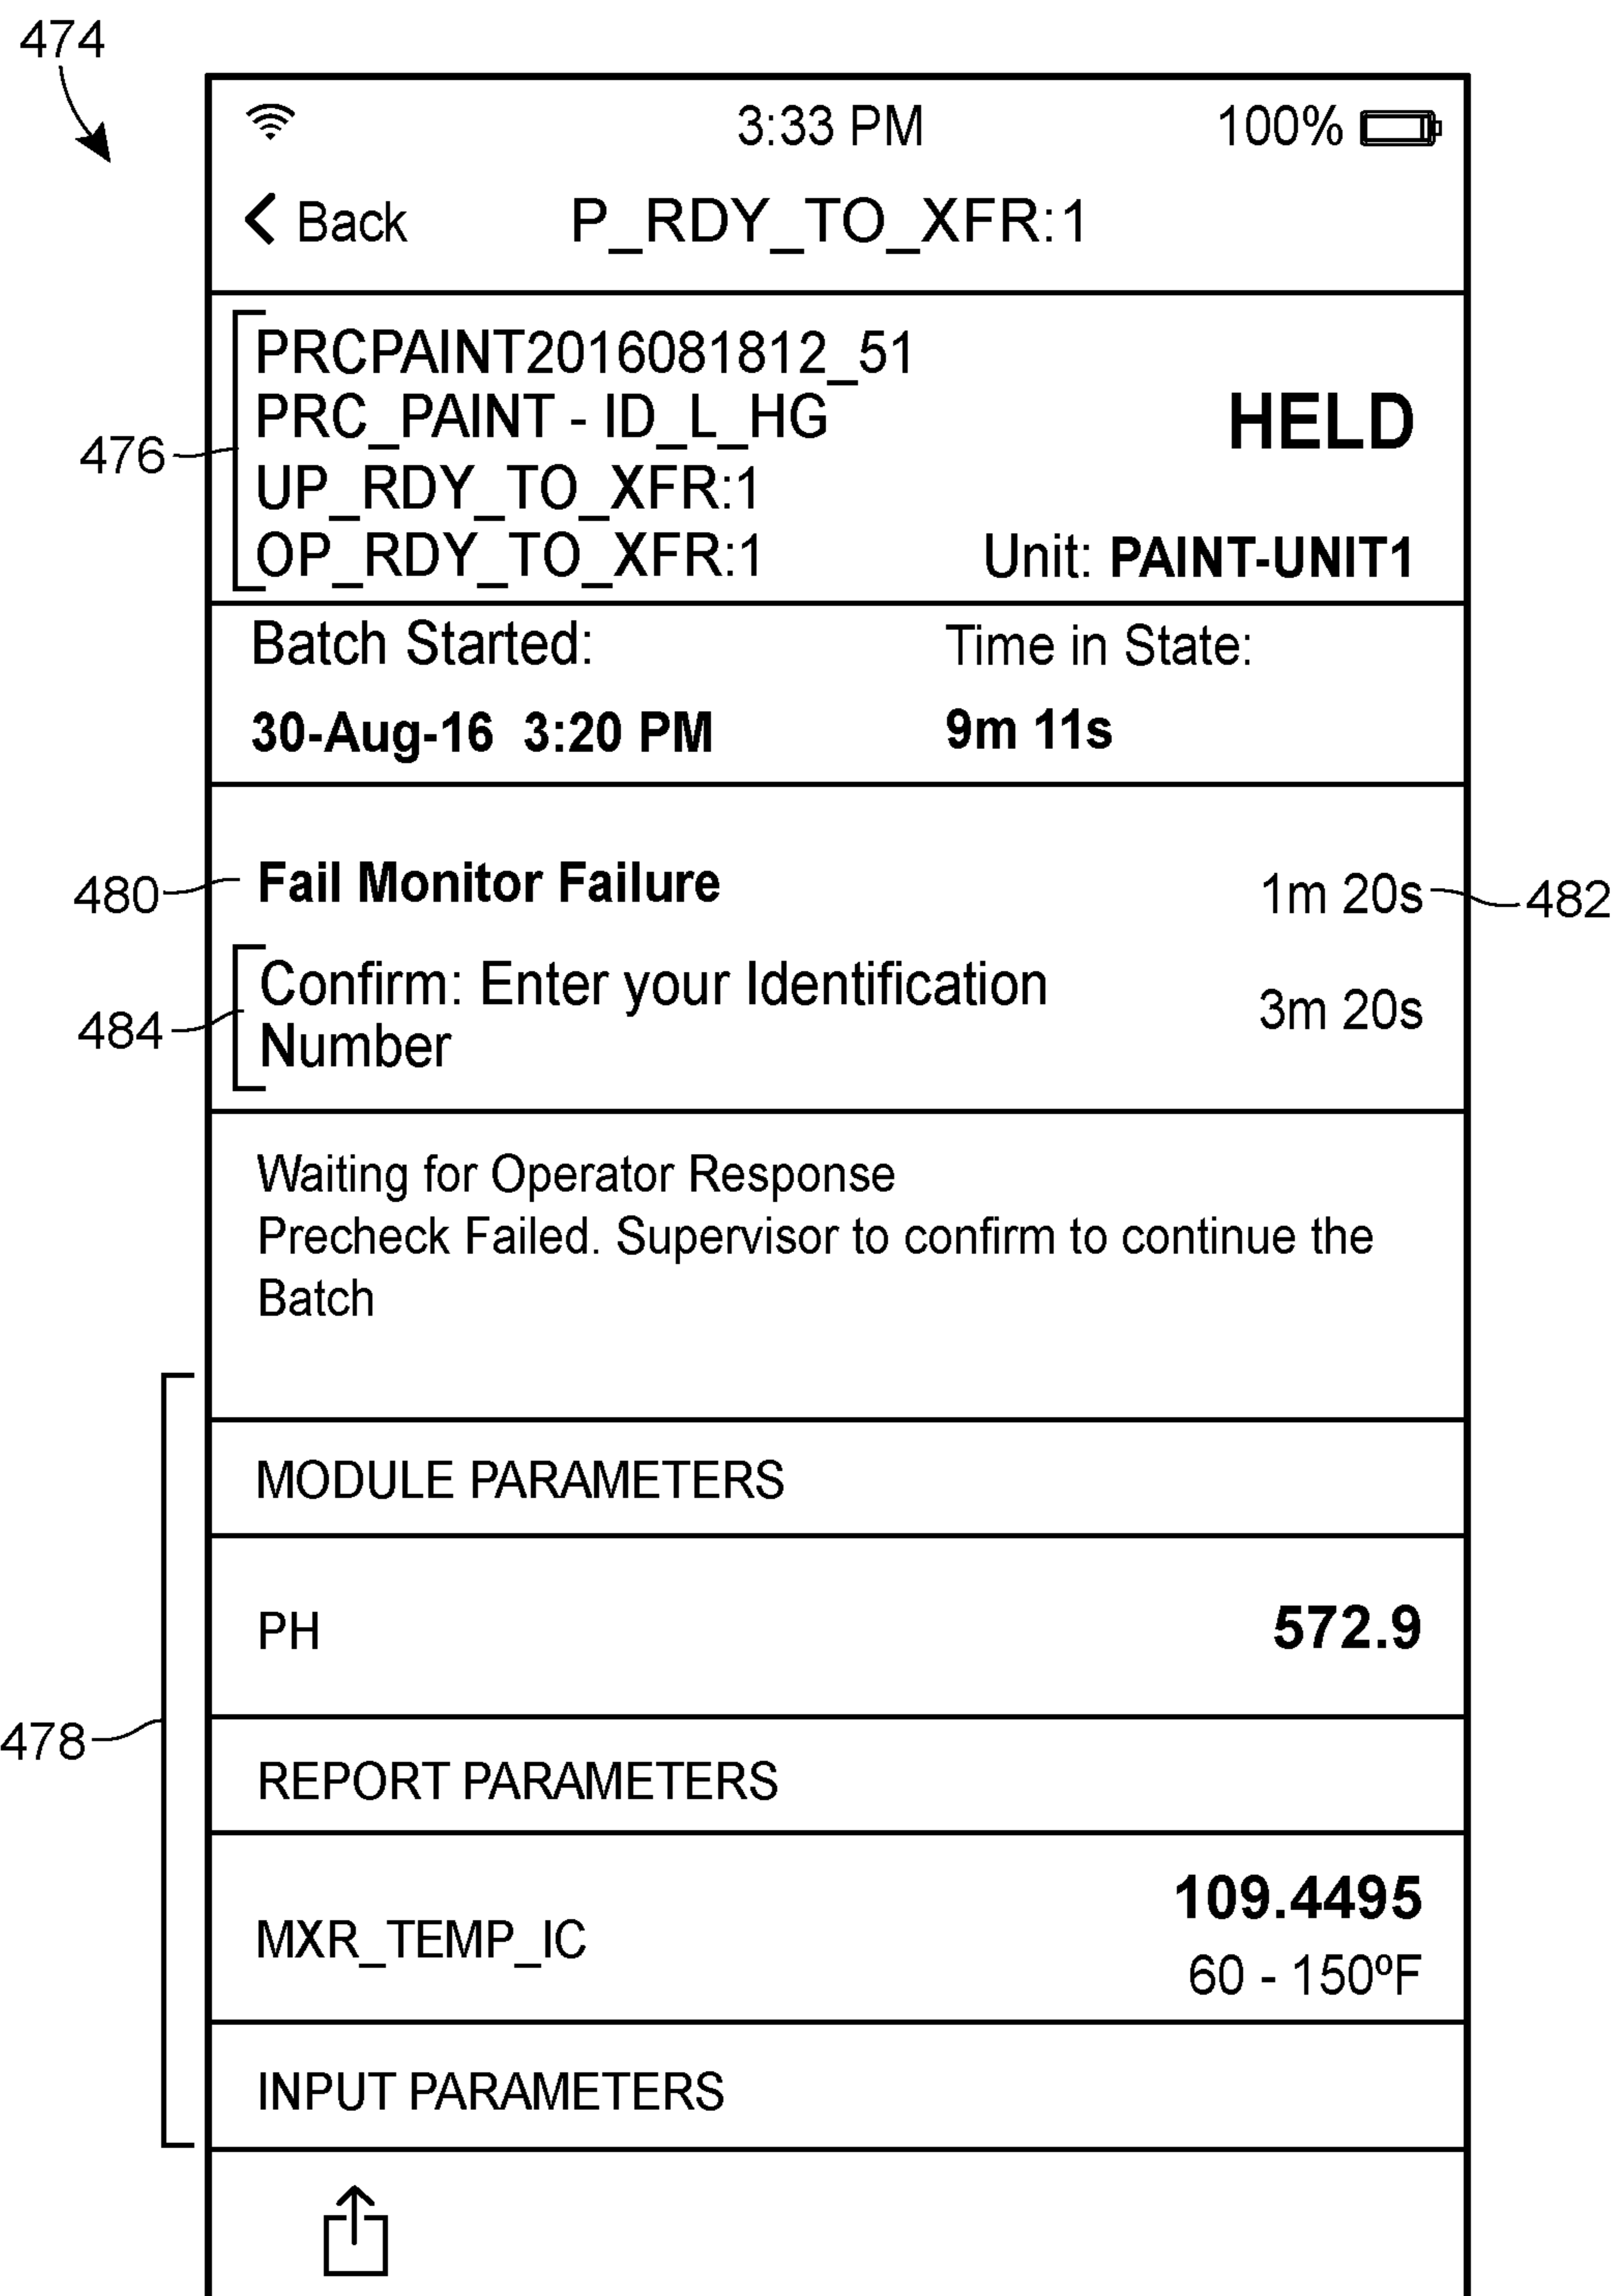 474
3:33 PM 100%
Back P_RDY_TO_XFR:1
PRCPAINT2016081812_51
PRC_PAINT - ID_L_HG
HELD
476
UP_RDY_TO_XFR:1
OP_RDY_TO_XFR:1 Unit: PAINT-UNIT1
Batch Started: Time in State:
30-Aug-16 3:20 PM 9m 11s
480 Fail Monitor Failure 1m 20s 482
Confirm: Enter your Identification
484 Number 3m 20s
Waiting for Operator Response
Precheck Failed. Supervisor to confirm to continue the
Batch
MODULE PARAMETERS
PH 572.9
478
REPORT PARAMETERS
MXR_TEMP_IC 109.4495
60 - 150ºF
INPUT PARAMETERS